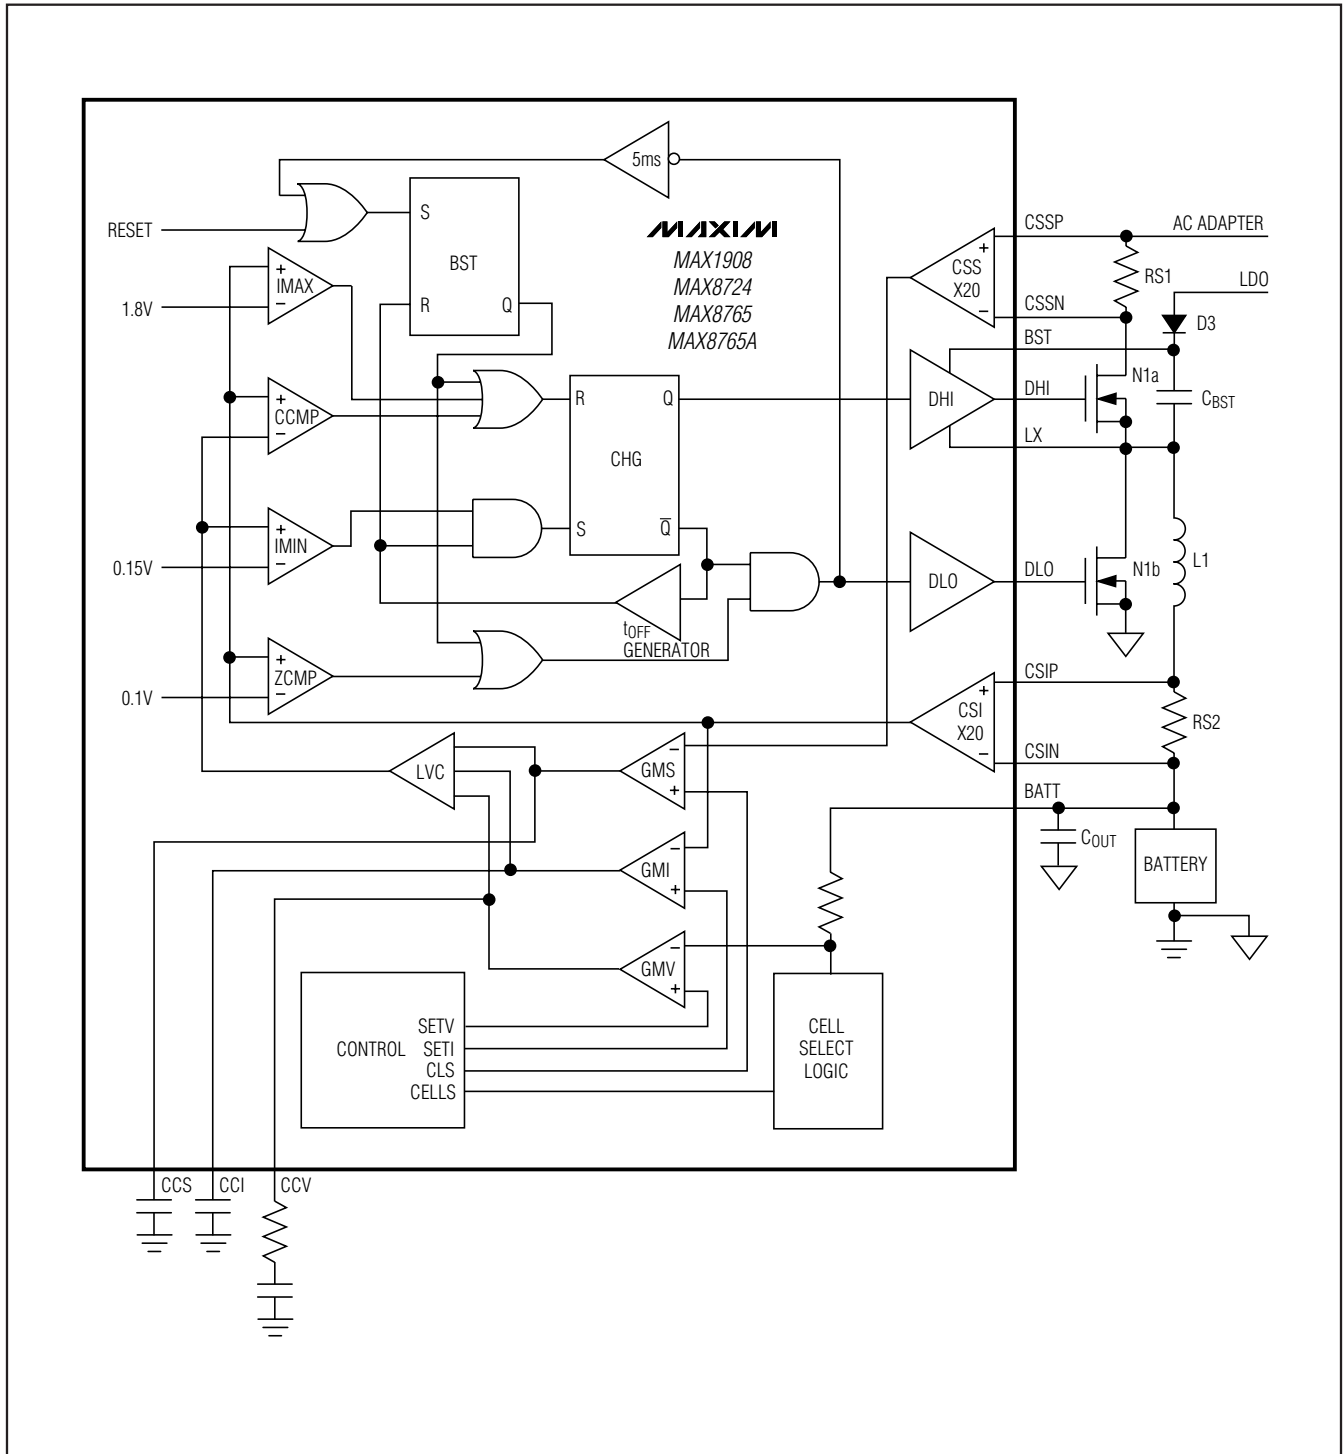 5ms
RESET
S
BST
R
Q
MAXIM
MAX1908
MAX8724
MAX8765
MAX8765A
+
IMAX
−
1.8V
+
CSS
X20
−
CSSP
AC ADAPTER
RS1
LDO
CSSN
D3
BST
DHI
DHI
N1a
CBST
LX
+
CCMP
−
R
Q
CHG
S
Q̅
+
IMIN
−
0.15V
tOFF
GENERATOR
DLO
DLO
N1b
L1
+
ZCMP
−
0.1V
CSIP
+
CSI
X20
−
RS2
CSIN
LVC
−
GMS
+
BATT
COUT
BATTERY
−
GMI
+
−
GMV
+
CONTROL
SETV
SETI
CLS
CELLS
CELL
SELECT
LOGIC
CCS
CCI
CCV